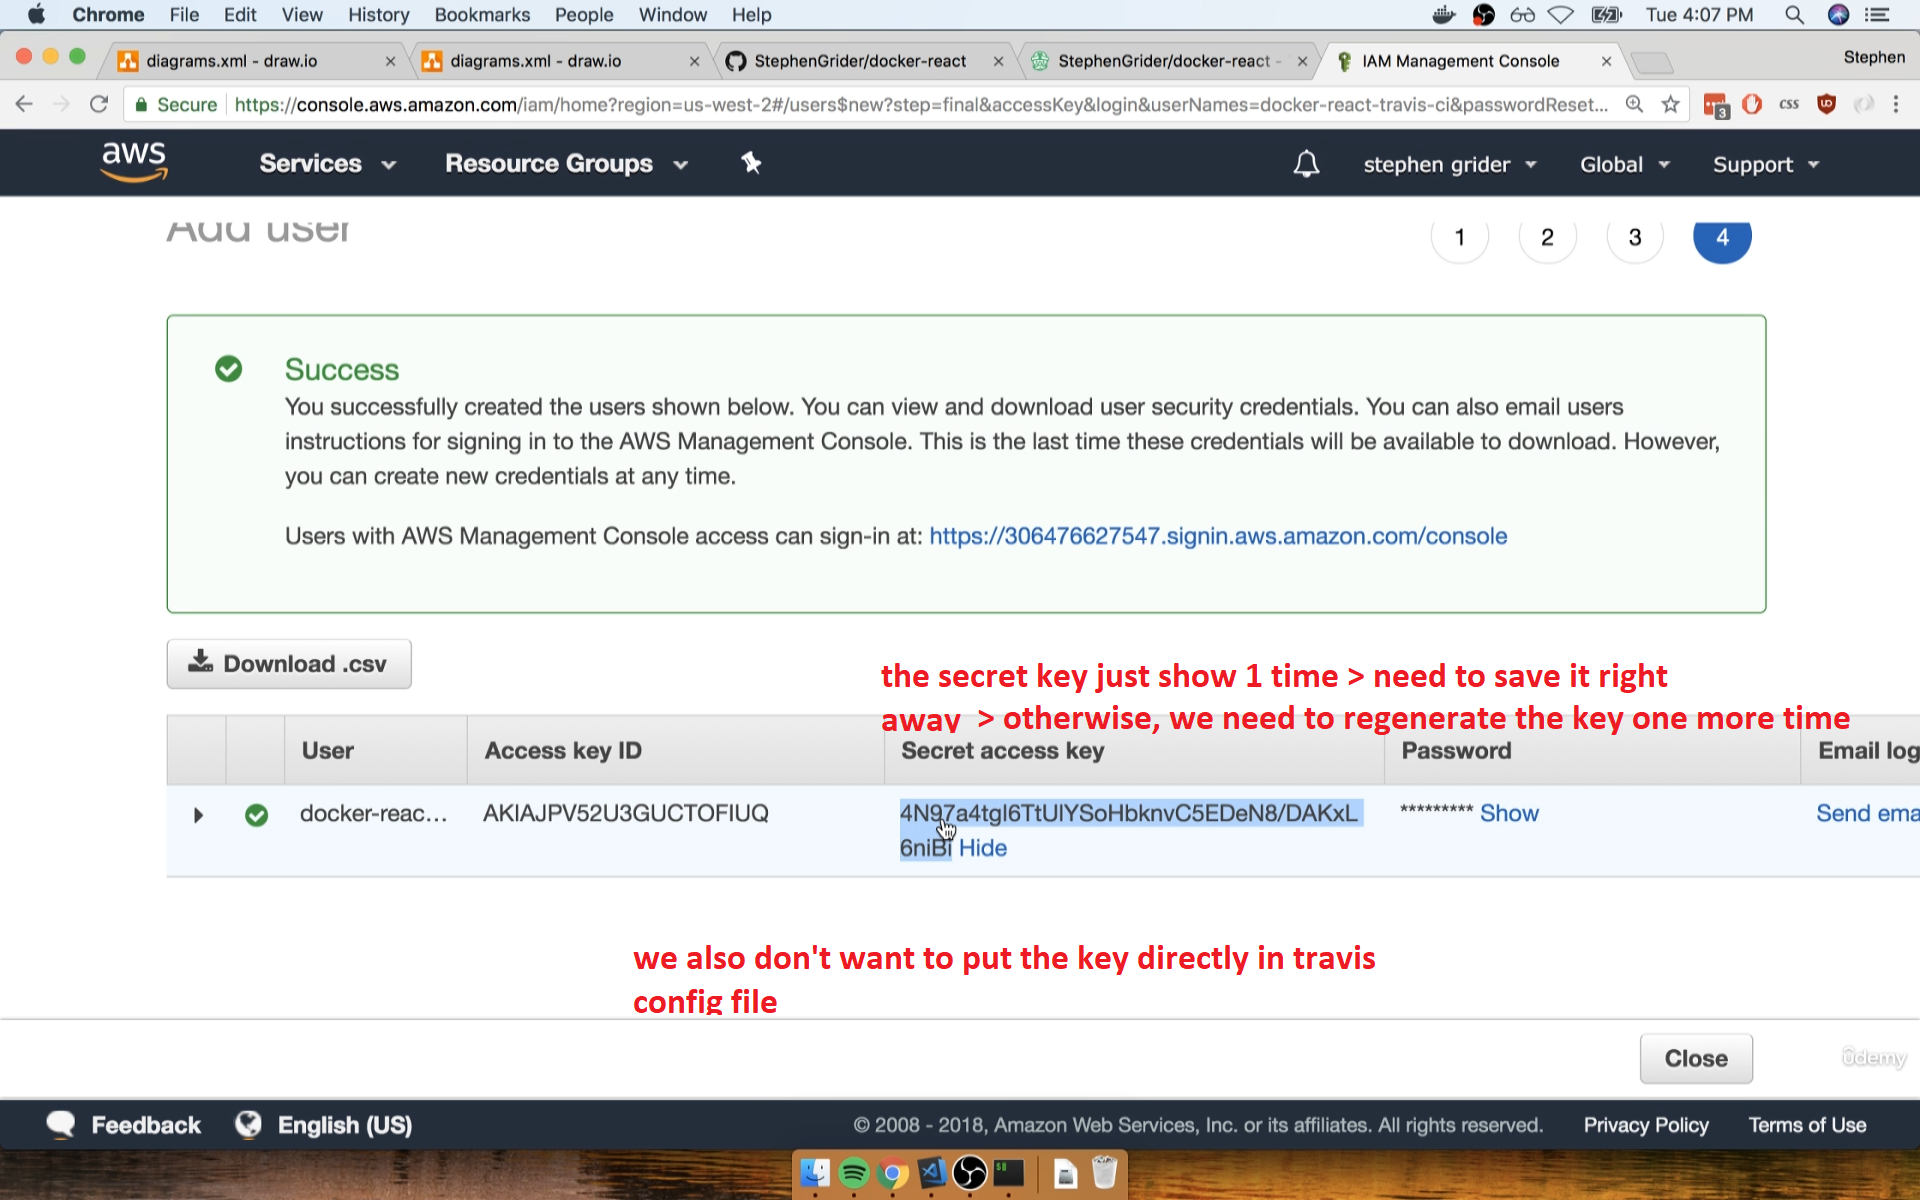 Chrome File Edit View History Bookmarks People Window Help Tue 4:07 PM
diagrams.xml - draw.io diagrams.xml - draw.io StephenGrider/docker-react StephenGrider/docker-react - IAM Management Console Stephen
Secure https://console.aws.amazon.com/iam/home?region=us-west-2#/users$new?step=final&accessKey&login&userNames=docker-react-travis-ci&passwordReset... 3 css
aws Services Resource Groups stephen grider Global Support
Add user 1 2 3 4
Success
You successfully created the users shown below. You can view and download user security credentials. You can also email users
instructions for signing in to the AWS Management Console. This is the last time these credentials will be available to download. However,
you can create new credentials at any time.
Users with AWS Management Console access can sign-in at: https://306476627547.signin.aws.amazon.com/console
Download .csv
the secret key just show 1 time > need to save it right
away > otherwise, we need to regenerate the key one more time
User Access key ID Secret access key Password Email log
docker-reac... AKIAJPV52U3GUCTOFIUQ ********* Show Send ema
Hide
we also don't want to put the key directly in travis
config file
Close
ûdemy
Feedback English (US) © 2008 - 2018, Amazon Web Services, Inc. or its affiliates. All rights reserved. Privacy Policy Terms of Use